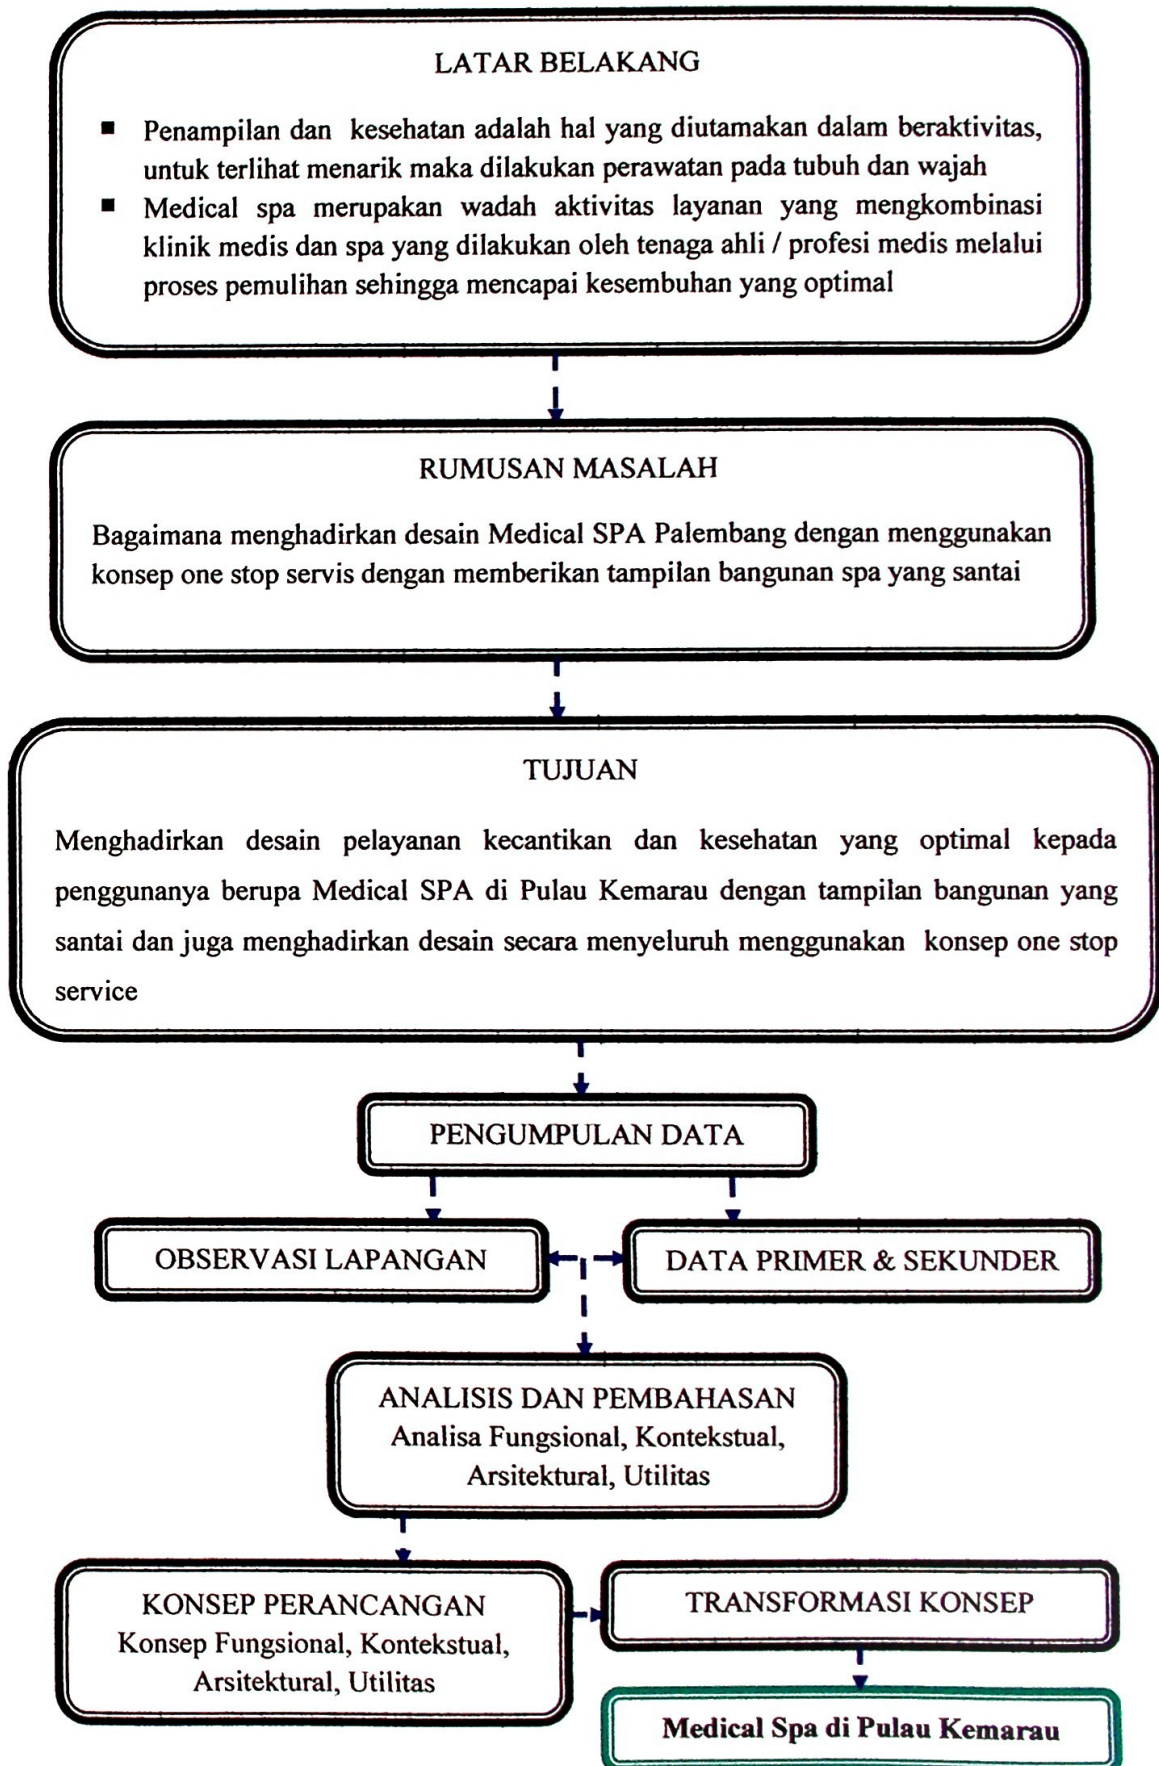 LATAR BELAKANG
▪ Penampilan dan kesehatan adalah hal yang diutamakan dalam beraktivitas,
untuk terlihat menarik maka dilakukan perawatan pada tubuh dan wajah
▪ Medical spa merupakan wadah aktivitas layanan yang mengkombinasi
klinik medis dan spa yang dilakukan oleh tenaga ahli / profesi medis melalui
proses pemulihan sehingga mencapai kesembuhan yang optimal
RUMUSAN MASALAH
Bagaimana menghadirkan desain Medical SPA Palembang dengan menggunakan
konsep one stop servis dengan memberikan tampilan bangunan spa yang santai
TUJUAN
Menghadirkan desain pelayanan kecantikan dan kesehatan yang optimal kepada
penggunanya berupa Medical SPA di Pulau Kemarau dengan tampilan bangunan yang
santai dan juga menghadirkan desain secara menyeluruh menggunakan konsep one stop
service
PENGUMPULAN DATA
OBSERVASI LAPANGAN
DATA PRIMER & SEKUNDER
ANALISIS DAN PEMBAHASAN
Analisa Fungsional, Kontekstual,
Arsitektural, Utilitas
KONSEP PERANCANGAN
Konsep Fungsional, Kontekstual,
Arsitektural, Utilitas
TRANSFORMASI KONSEP
Medical Spa di Pulau Kemarau